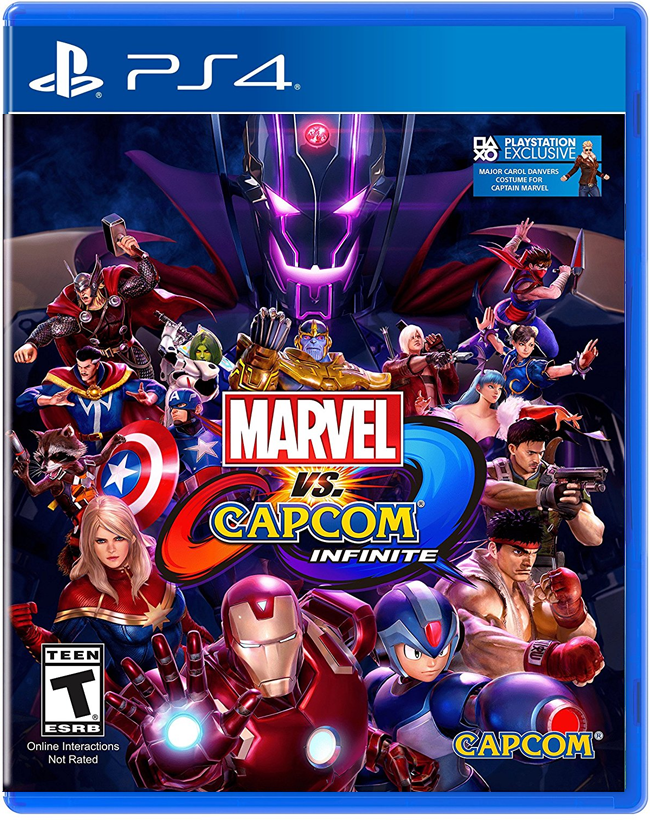 PS4
PLAYSTATION
EXCLUSIVE
MAJOR CAROL DANVERS
COSTUME FOR
CAPTAIN MARVEL
MARVEL
VS.
CAPCOM®
INFINITE
TEEN
T
ESRB
Online Interactions
Not Rated
CAPCOM®